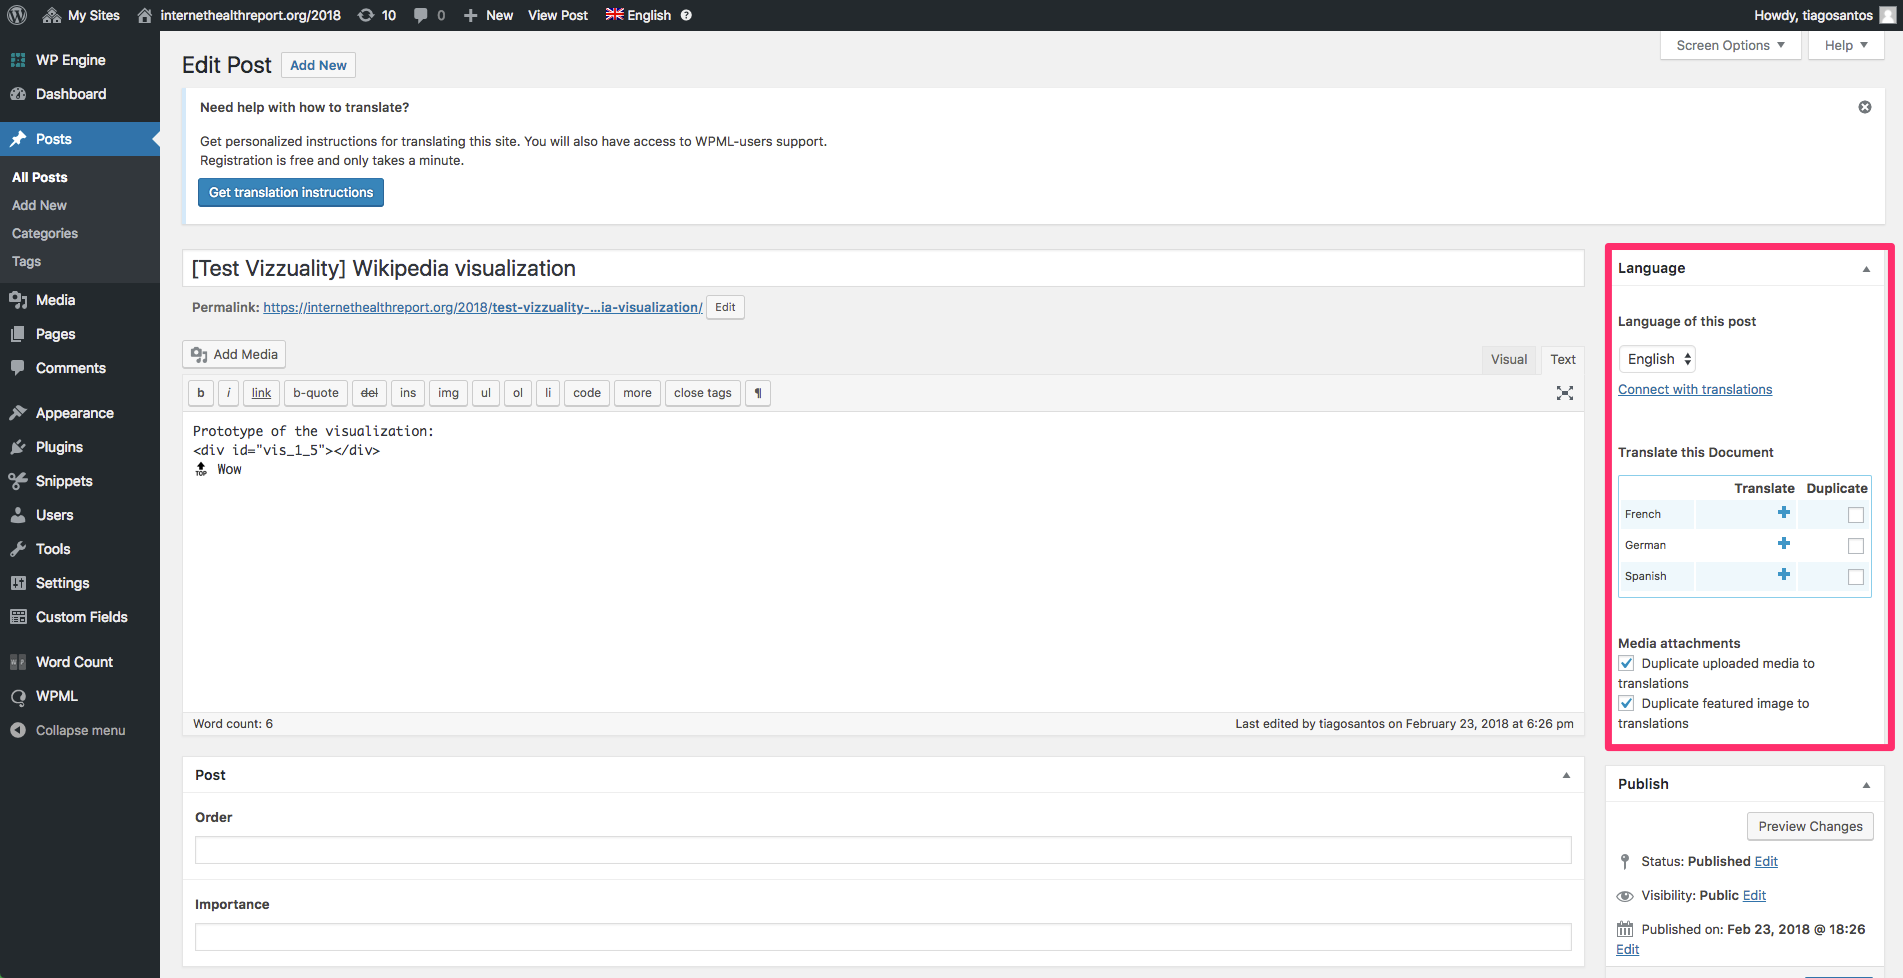 My Sites
internethealthreport.org/2018
10
0
New
View Post
English
Howdy, tiagosantos
WP Engine
Dashboard
Posts
All Posts
Add New
Categories
Tags
Media
Pages
Comments
Appearance
Plugins
Snippets
Users
Tools
Settings
Custom Fields
Word Count
WPML
Collapse menu
Screen Options
Help
Edit Post
Add New
Need help with how to translate?
Get personalized instructions for translating this site. You will also have access to WPML-users support.
Registration is free and only takes a minute.
Get translation instructions
[Test Vizzuality] Wikipedia visualization
Permalink: https://internethealthreport.org/2018/test-vizzuality-...ia-visualization/ Edit
Add Media
Visual
Text
b i link b-quote del ins img ul ol li code more close tags ¶
Prototype of the visualization:
<div id="vis_1_5"></div>
TOP Wow
Word count: 6
Last edited by tiagosantos on February 23, 2018 at 6:26 pm
Post
Order
Importance
Language
Language of this post
English
Connect with translations
Translate this Document
Translate Duplicate
French
German
Spanish
Media attachments
Duplicate uploaded media to
translations
Duplicate featured image to
translations
Publish
Preview Changes
Status: Published Edit
Visibility: Public Edit
Published on: Feb 23, 2018 @ 18:26
Edit